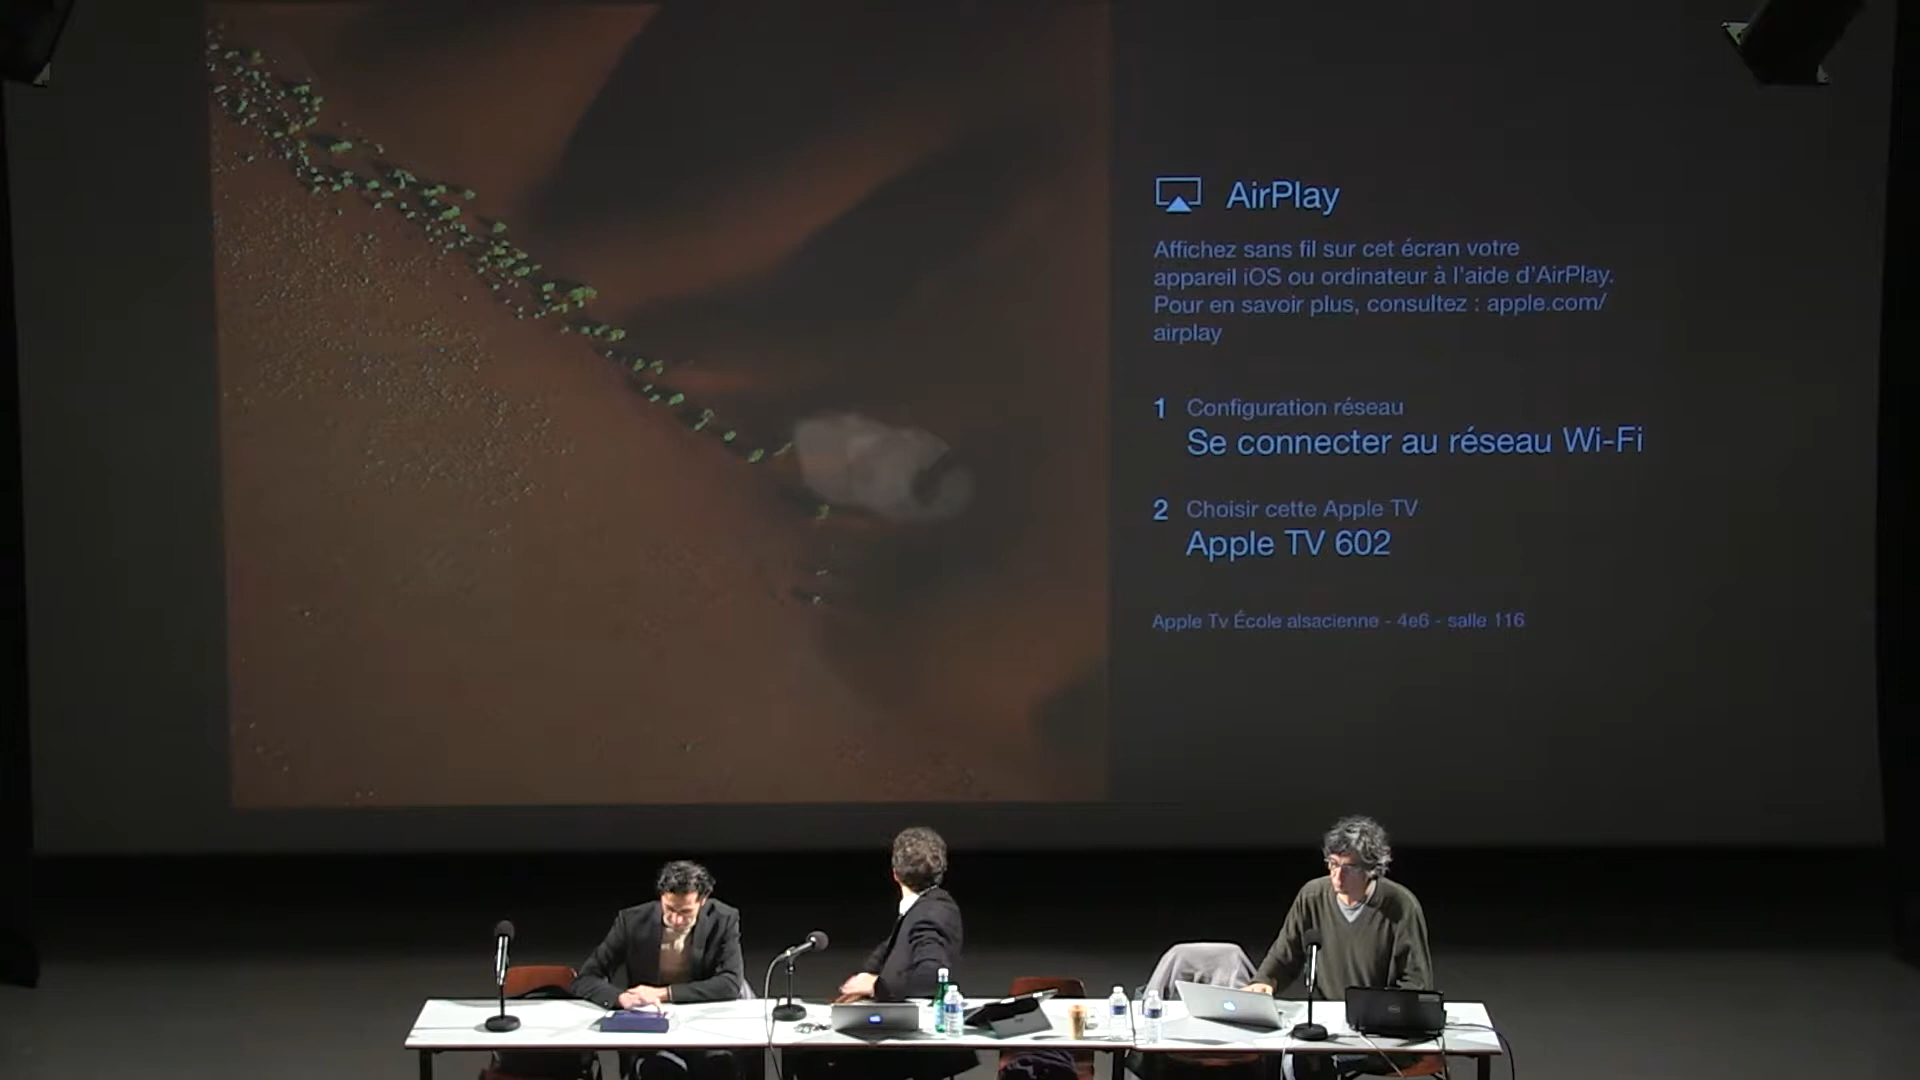 AirPlay
Affichez sans fil sur cet écran votre
appareil iOS ou ordinateur à l'aide d'AirPlay.
Pour en savoir plus, consultez : apple.com/
airplay
1 Configuration réseau
Se connecter au réseau Wi-Fi
2 Choisir cette Apple TV
Apple TV 602
Apple Tv École alsacienne - 4e6 - salle 116